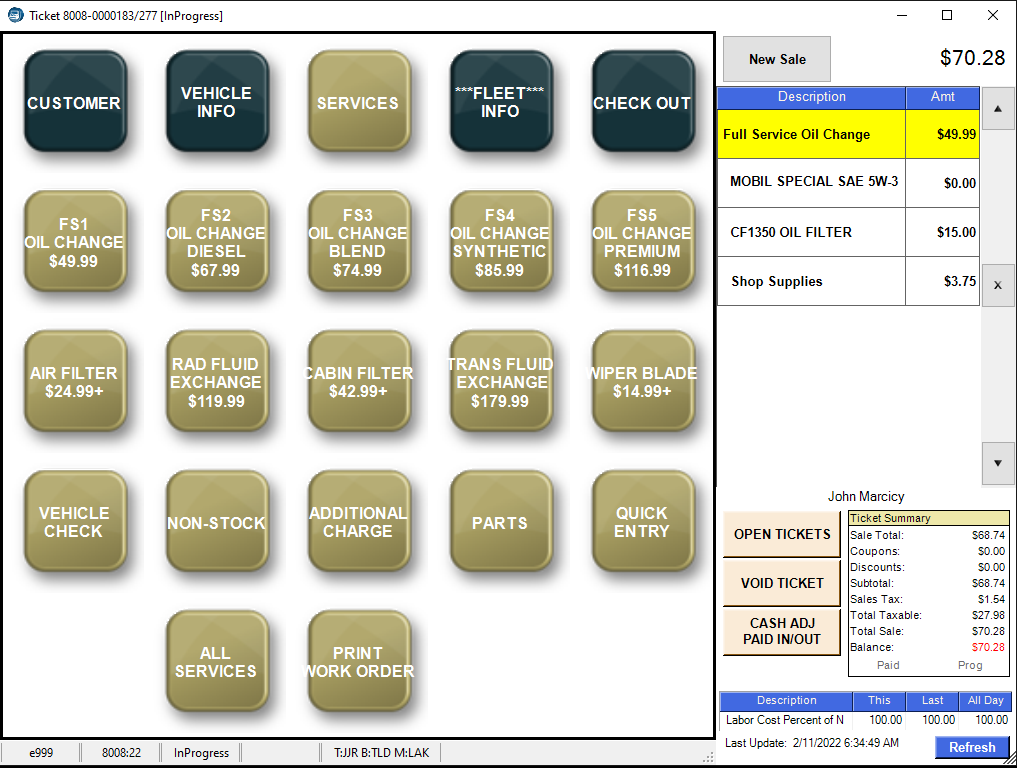 Ticket 8008-0000183/277 [InProgress]
CUSTOMER
VEHICLE
INFO
SERVICES
***FLEET***
INFO
CHECK OUT
FS1
OIL CHANGE
$49.99
FS2
OIL CHANGE
DIESEL
$67.99
FS3
OIL CHANGE
BLEND
$74.99
FS4
OIL CHANGE
SYNTHETIC
$85.99
FS5
OIL CHANGE
PREMIUM
$116.99
AIR FILTER
$24.99+
RAD FLUID
EXCHANGE
$119.99
CABIN FILTER
$42.99+
TRANS FLUID
EXCHANGE
$179.99
WIPER BLADE
$14.99+
VEHICLE
CHECK
NON-STOCK
ADDITIONAL
CHARGE
PARTS
QUICK
ENTRY
ALL
SERVICES
PRINT
WORK ORDER
New Sale
$70.28
Description Amt
Full Service Oil Change $49.99
MOBIL SPECIAL SAE 5W-3 $0.00
CF1350 OIL FILTER $15.00
Shop Supplies $3.75
x
John Marcicy
OPEN TICKETS
VOID TICKET
CASH ADJ
PAID IN/OUT
Ticket Summary
Sale Total: $68.74
Coupons: $0.00
Discounts: $0.00
Subtotal: $68.74
Sales Tax: $1.54
Total Taxable: $27.98
Total Sale: $70.28
Balance: $70.28
Paid Prog
Description This Last All Day
Labor Cost Percent of N 100.00 100.00 100.00
Last Update: 2/11/2022 6:34:49 AM
Refresh
e999 8008:22 InProgress T:JJR B:TLD M:LAK